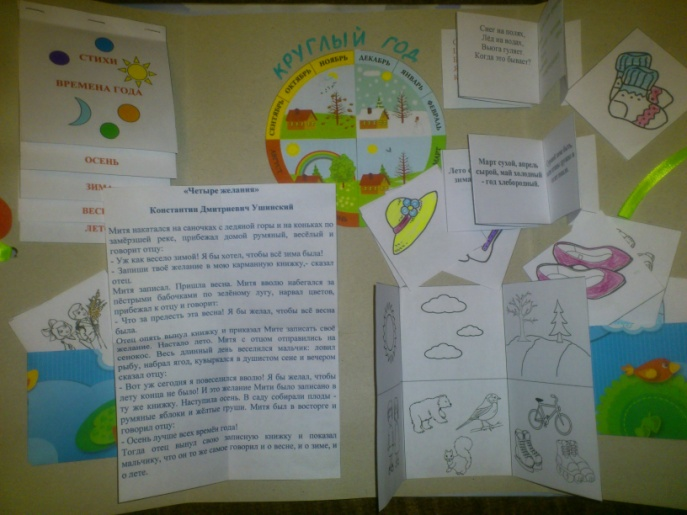 СТИХИ
ВРЕМЕНА ГОДА
ОСЕНЬ
ЗИМА
ВЕС
ЛЕТ
КРУГЛЫЙ ГОД
СЕНТЯБРЬ
ОКТЯБРЬ
НОЯБРЬ
ДЕКАБРЬ
ЯНВАРЬ
ФЕВРАЛЬ
Снег на полях,
Лёд на водах,
Вьюга гуляет.
Когда это бывает?
Март сухой, апрель
сырой, май холодный
- год хлебородный.
Лето
зима
«Четыре желания»
Константин Дмитриевич Ушинский
Митя накатался на саночках с ледяной горы и на коньках по
замёрзшей реке, прибежал домой румяный, весёлый и
говорит отцу:
- Уж как весело зимой! Я бы хотел, чтобы всё зима была!
- Запиши твоё желание в мою карманную книжку,- сказал
отец.
Митя записал. Пришла весна. Митя вволю набегался за
пёстрыми бабочками по зелёному лугу, нарвал цветов,
прибежал к отцу и говорит:
- Что за прелесть эта весна! Я бы желал, чтобы всё весна
была.
Отец опять вынул книжку и приказал Мите записать своё
желание. Настало лето. Митя с отцом отправились на
сенокос. Весь длинный день веселился мальчик: ловил
рыбу, набрал ягод, кувыркался в душистом сене и вечером
сказал отцу:
- Вот уж сегодня я повеселился вволю! Я бы желал, чтобы
лету конца не было! И это желание Мити было записано в
ту же книжку. Наступила осень. В саду собирали плоды -
румяные яблоки и жёлтые груши. Митя был в восторге и
говорил отцу:
- Осень лучше всех времён года!
Тогда отец вынул свою записную книжку и показал
мальчику, что он то же самое говорил и о весне, и о зиме, и
о лете.